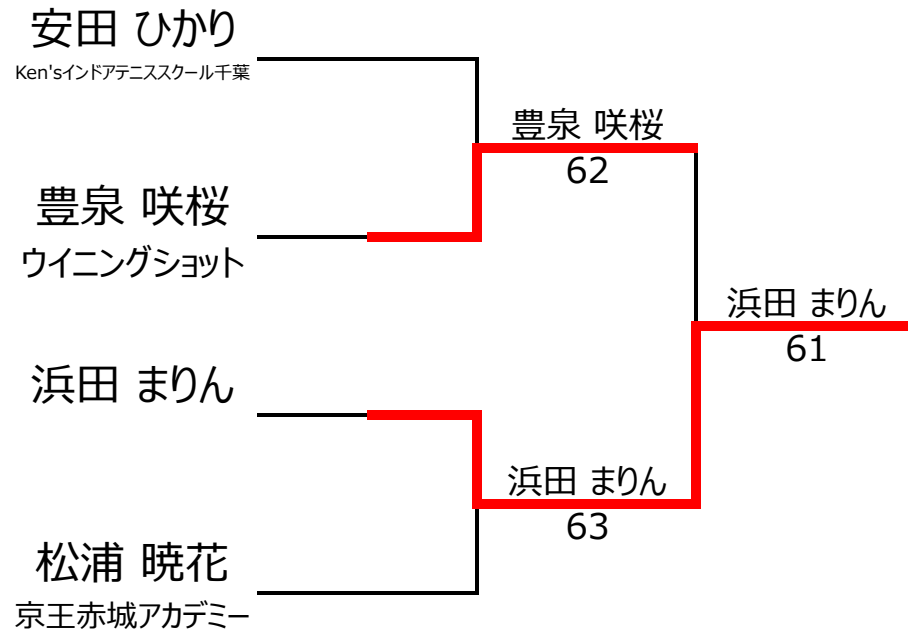 安田 ひかり
Ken'sインドアテニススクール千葉
豊泉 咲桜
ウイニングショット
浜田 まりん
松浦 暁花
京王赤城アカデミー
豊泉 咲桜
62
浜田 まりん
63
浜田 まりん
61